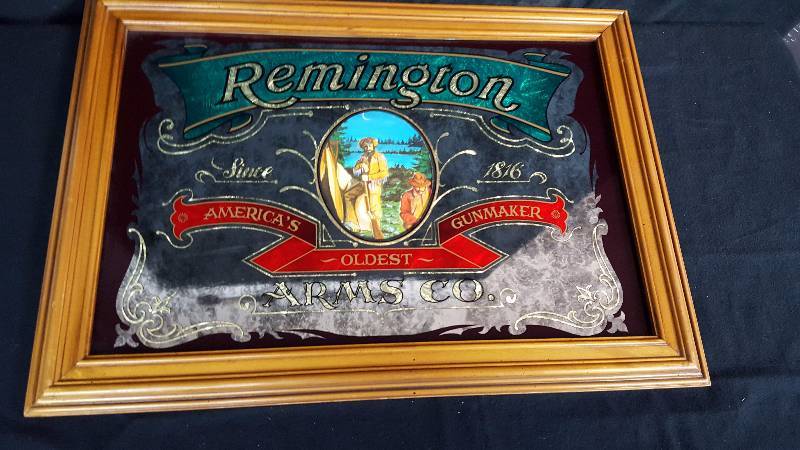 Remington
Since 1816
AMERICA'S GUNMAKER
~ OLDEST ~
ARMS CO.